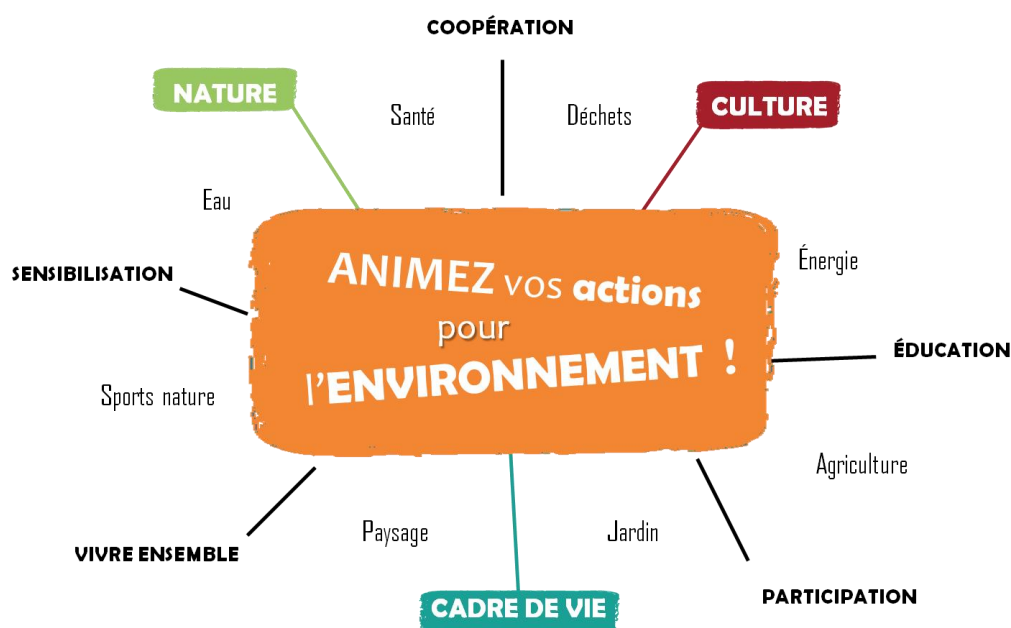 COOPÉRATION
NATURE
CULTURE
Santé
Déchets
Eau
Énergie
SENSIBILISATION
ANIMEZ vos actions
pour
l'ENVIRONNEMENT !
ÉDUCATION
Sports nature
Agriculture
Paysage
Jardin
VIVRE ENSEMBLE
PARTICIPATION
CADRE DE VIE